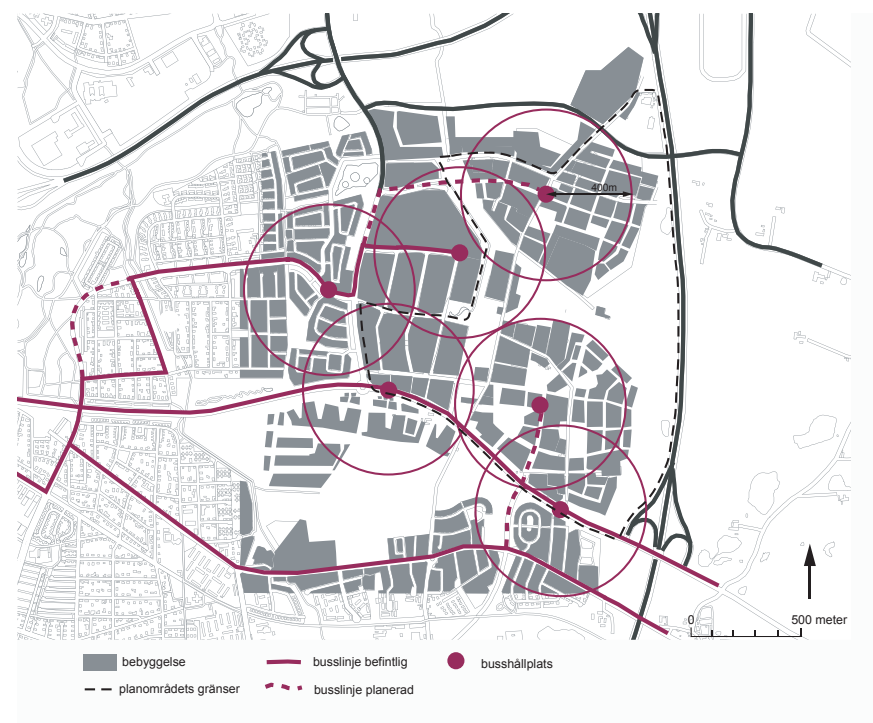 400m
0
500 meter
bebyggelse
busslinje befintlig
busshållplats
planområdets gränser
busslinje planerad